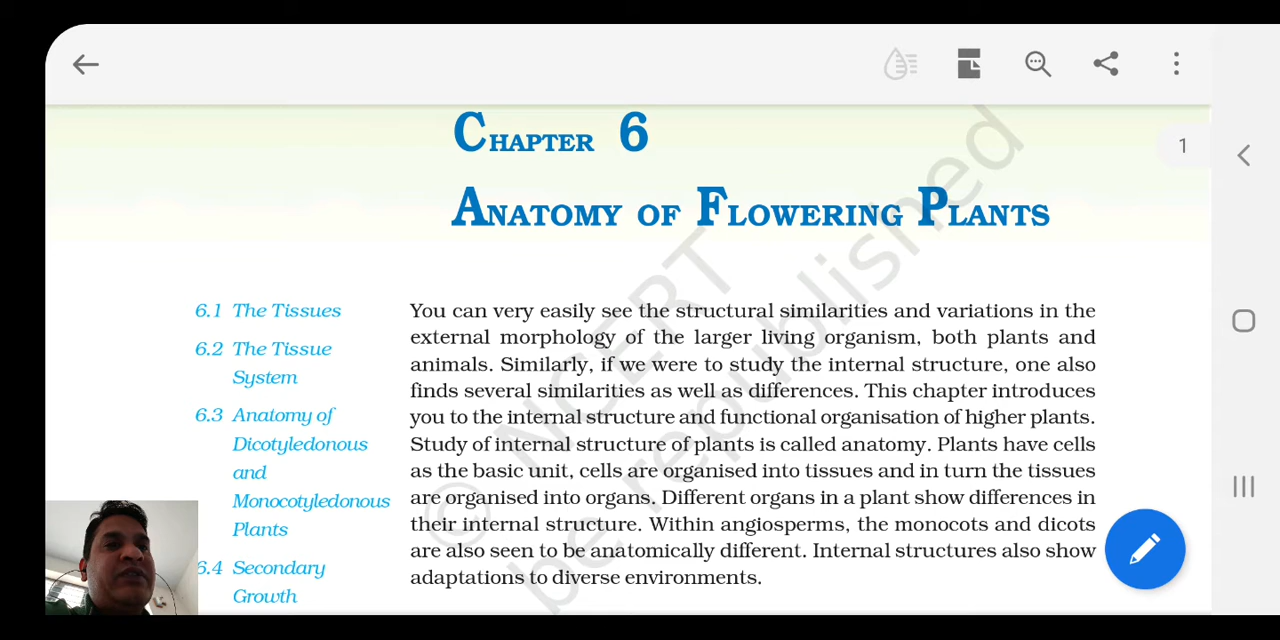 CHAPTER 6
1
ANATOMY OF FLOWERING PLANTS
6.1 The Tissues
6.2 The Tissue
System
6.3 Anatomy of
Dicotyledonous
and
Monocotyledonous
Plants
6.4 Secondary
Growth
You can very easily see the structural similarities and variations in the
external morphology of the larger living organism, both plants and
animals. Similarly, if we were to study the internal structure, one also
finds several similarities as well as differences. This chapter introduces
you to the internal structure and functional organisation of higher plants.
Study of internal structure of plants is called anatomy. Plants have cells
as the basic unit, cells are organised into tissues and in turn the tissues
are organised into organs. Different organs in a plant show differences in
their internal structure. Within angiosperms, the monocots and dicots
are also seen to be anatomically different. Internal structures also show
adaptations to diverse environments.
© NCERT
be republished